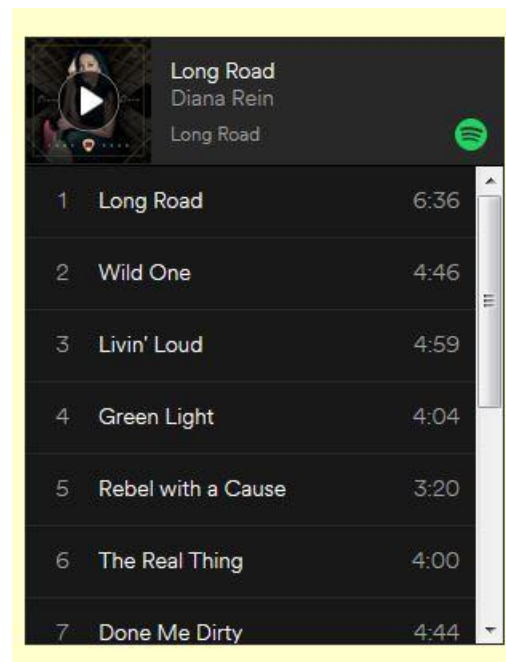 Long Road
Diana Rein
Long Road
1 Long Road 6:36
2 Wild One 4:46
3 Livin' Loud 4:59
4 Green Light 4:04
5 Rebel with a Cause 3:20
6 The Real Thing 4:00
7 Done Me Dirty 4:44